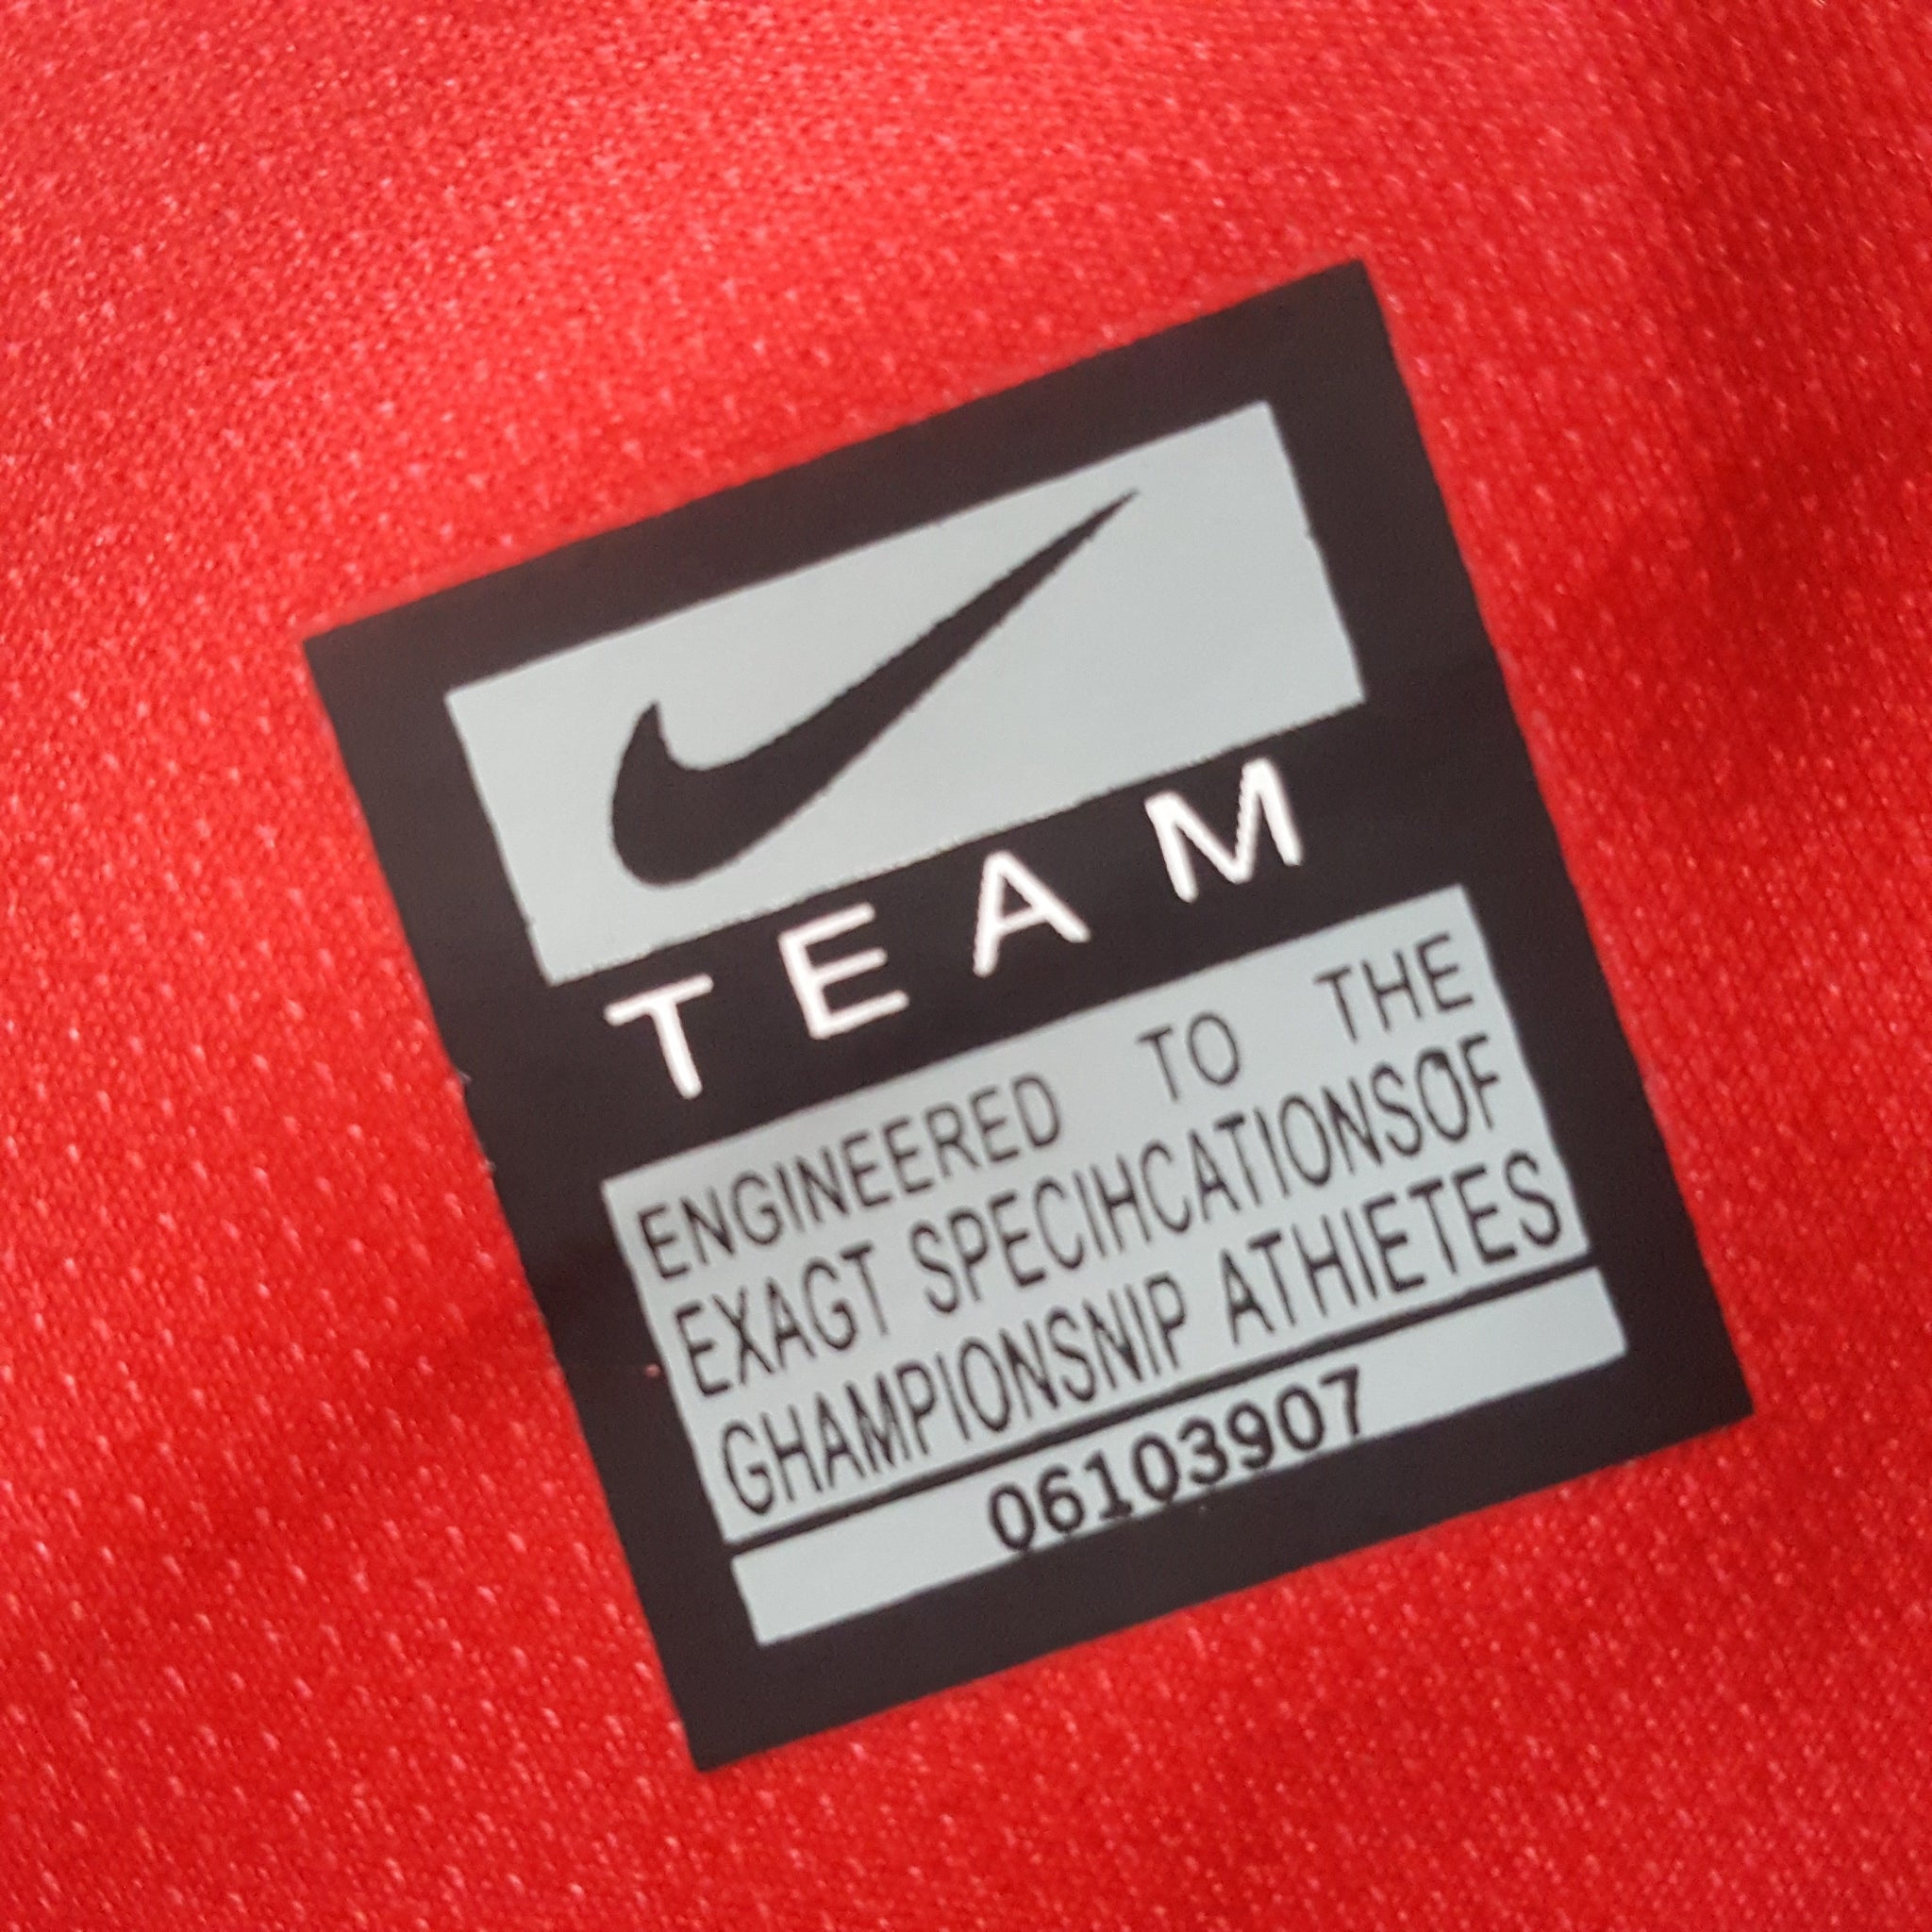 TEAM
ENGINEERED TO THE
EXAGT SPECIHCATIONSOF
GHAMPIONSNIP ATHIETES
06103907